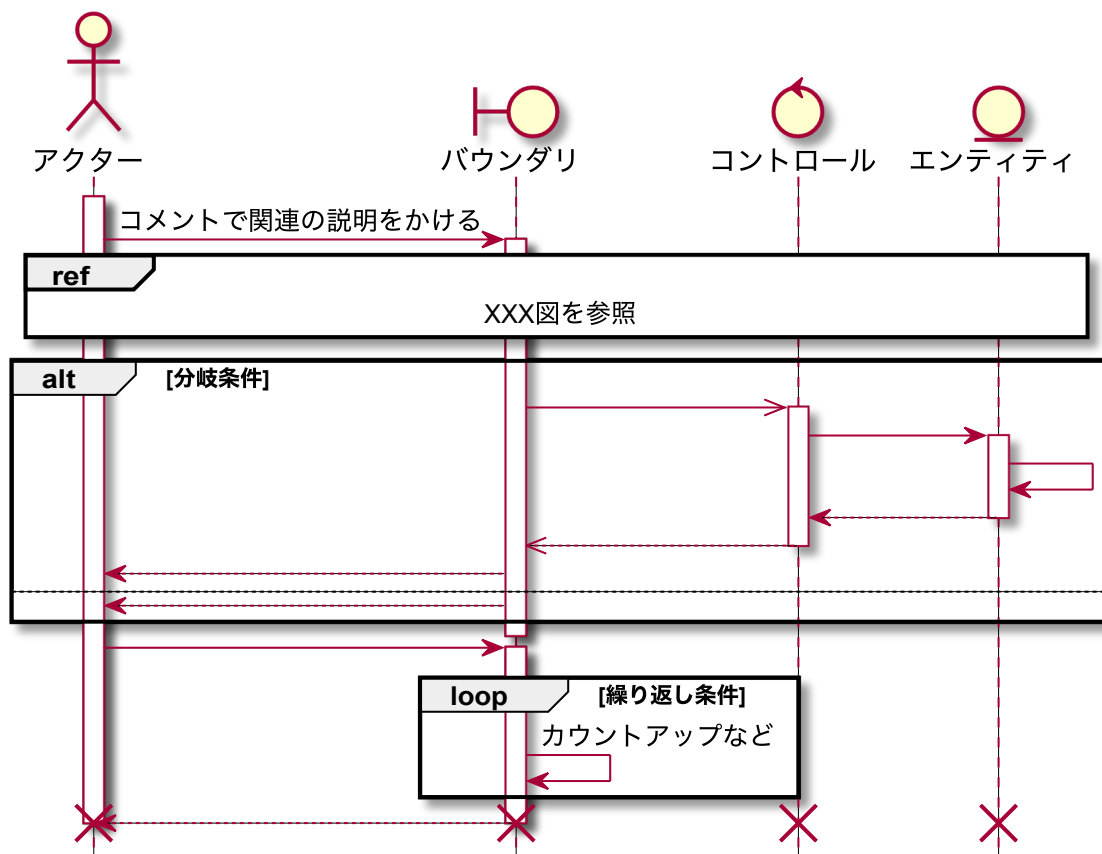 アクター
バウンダリ
コントロール
エンティティ
コメントで関連の説明をかける
ref
XXX図を参照
alt
[分岐条件]
loop
[繰り返し条件]
カウントアップなど